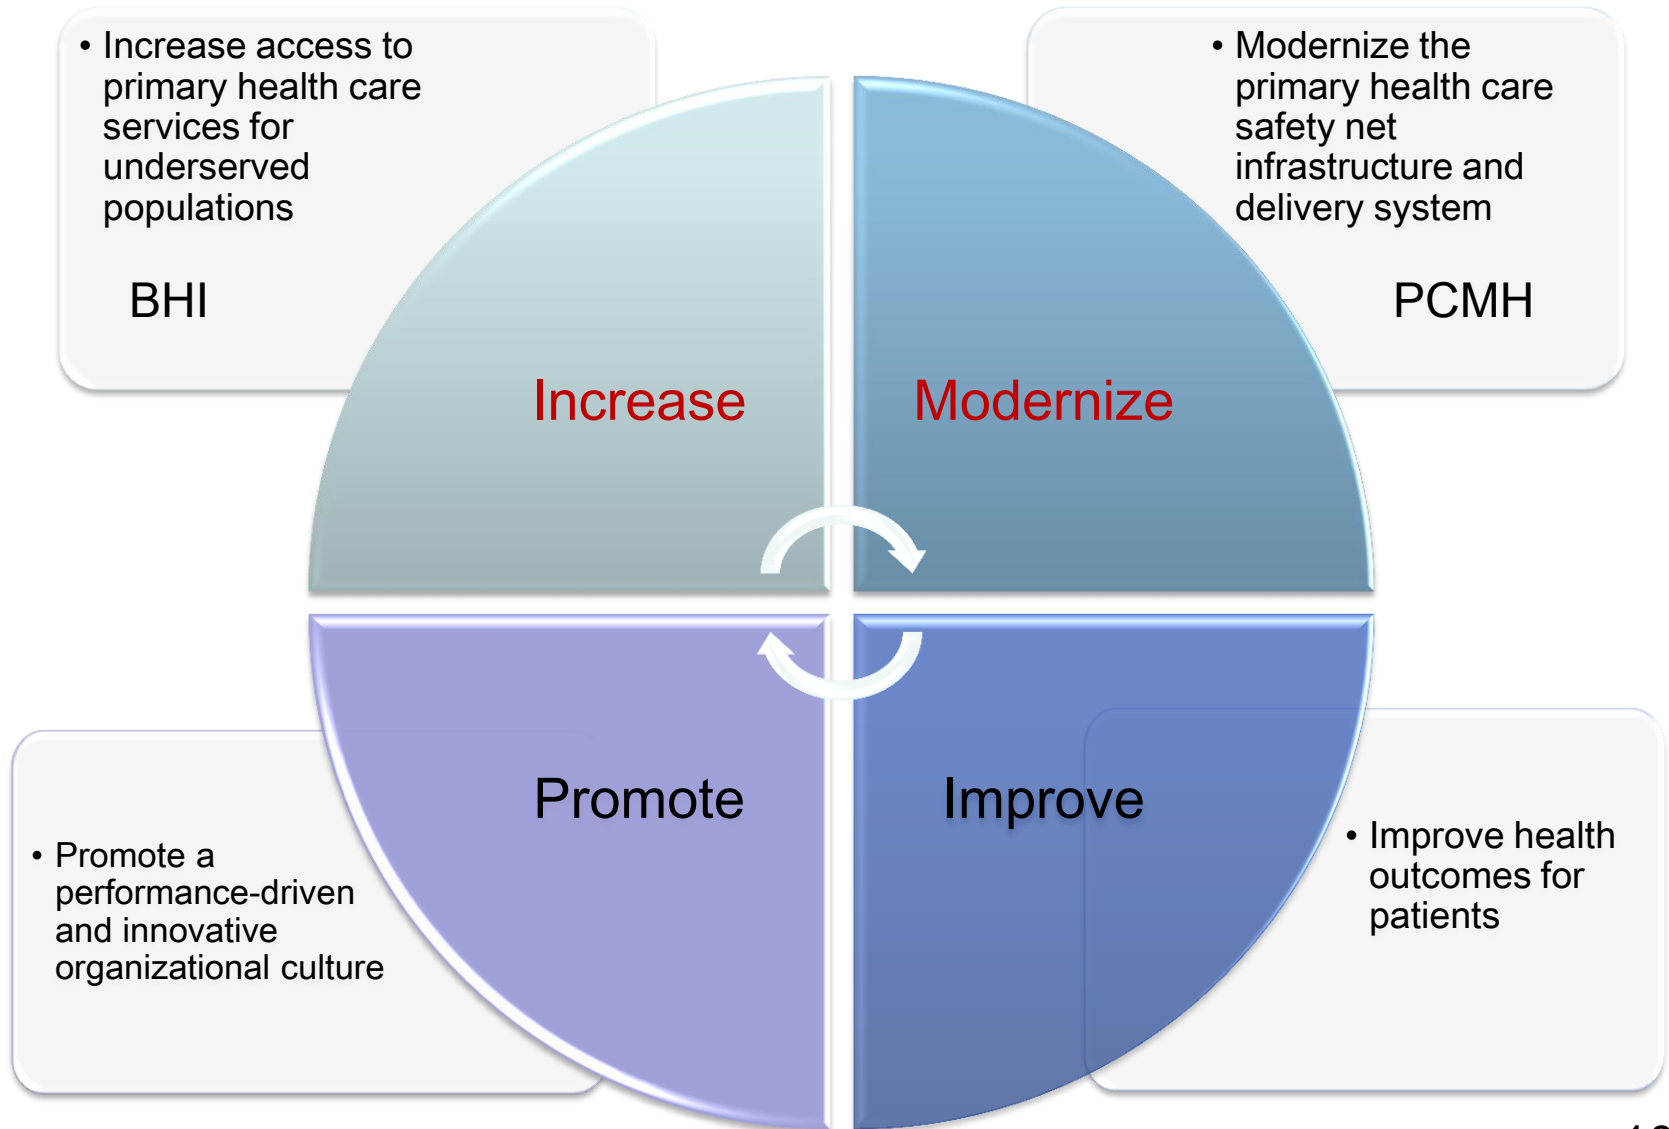 • Increase access to
primary health care
services for
underserved
populations
BHI
• Modernize the
primary health care
safety net
infrastructure and
delivery system
PCMH
Increase
Modernize
Promote
Improve
• Promote a
performance-driven
and innovative
organizational culture
• Improve health
outcomes for
patients